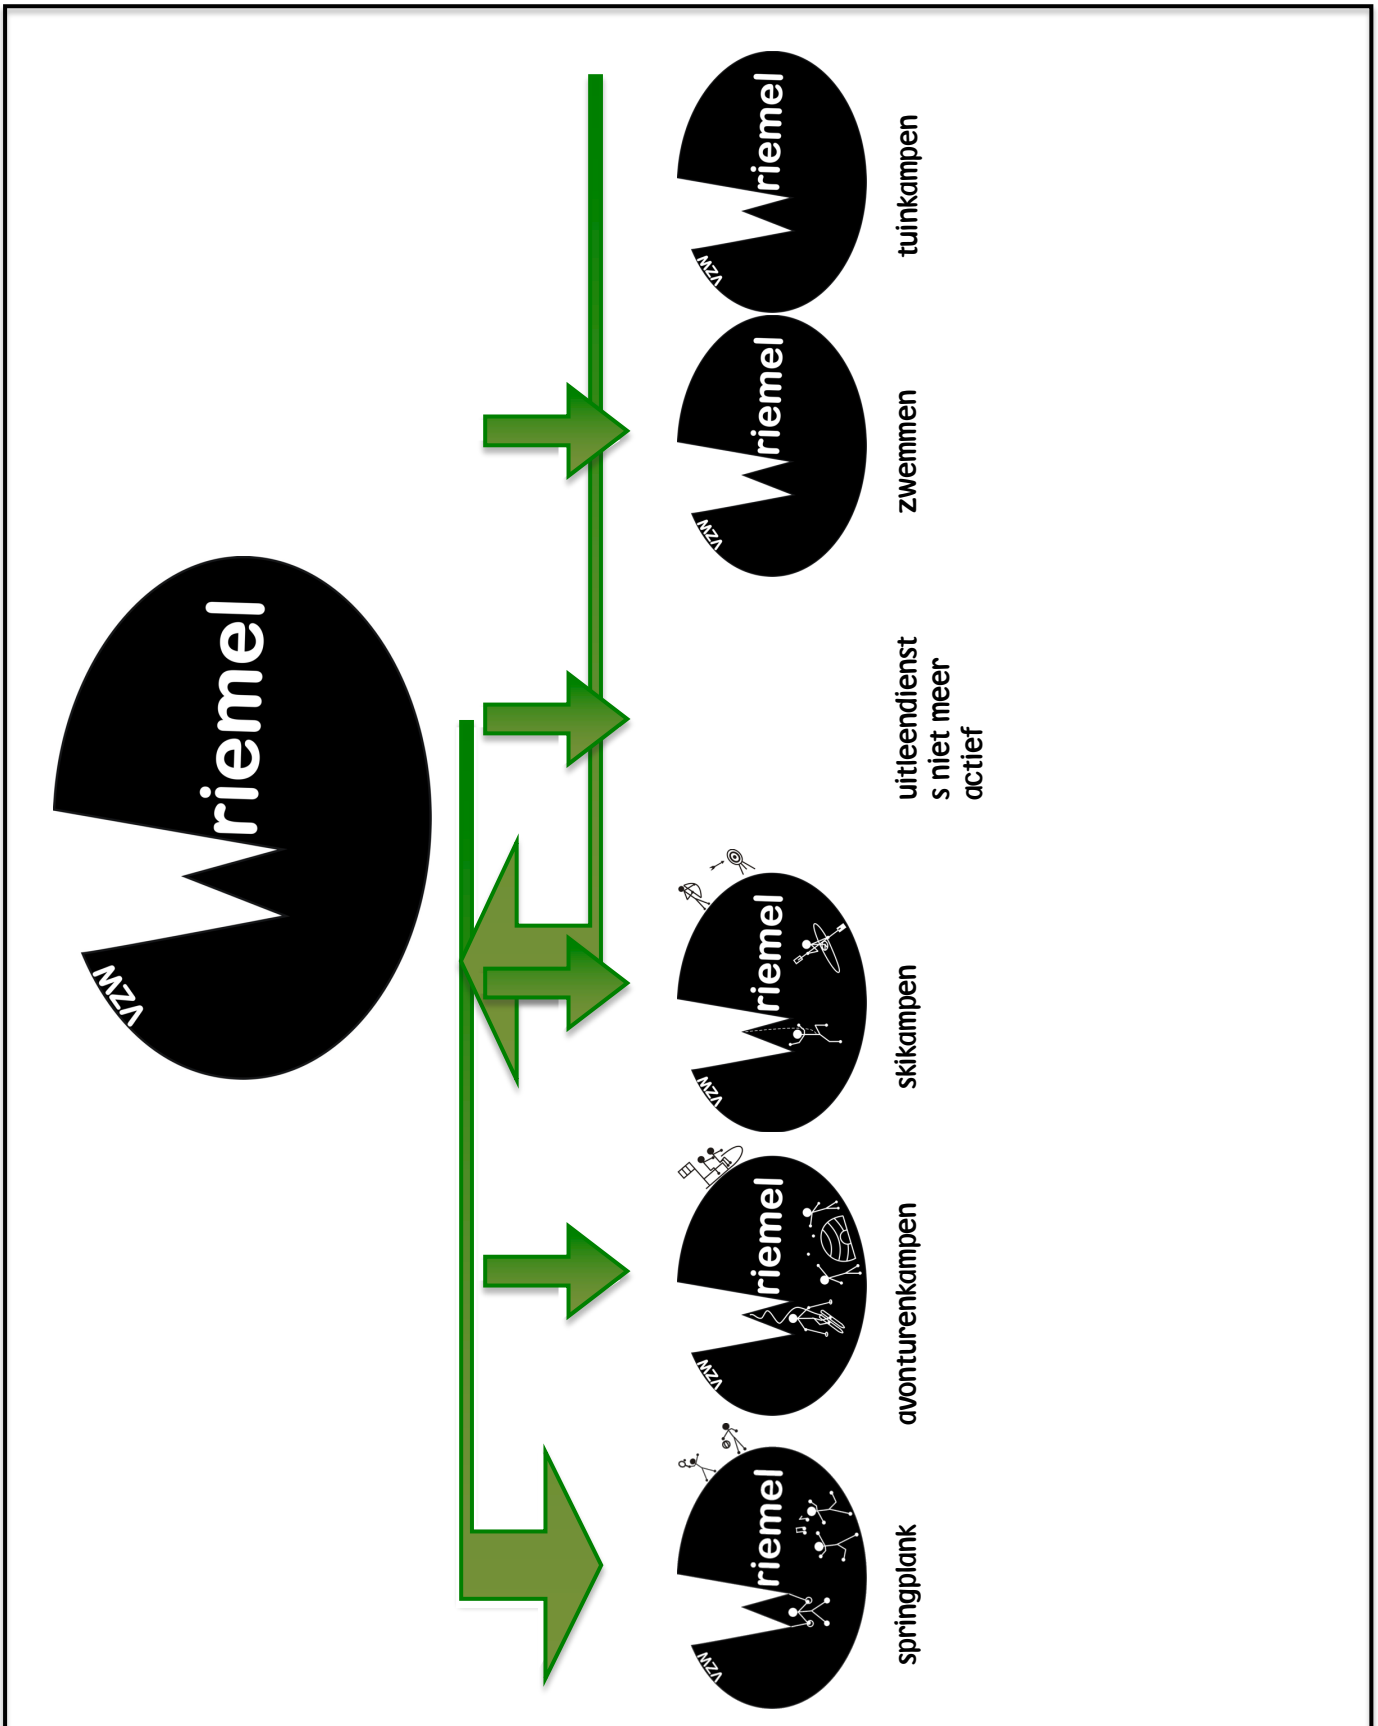 vzw
Wriemel
vzw
Wriemel
springplank
vzw
Wriemel
avonturenkampen
vzw
Wriemel
skikampen
uitleendienst
s niet meer
actief
vzw
Wriemel
zwemmen
vzw
Wriemel
tuinkampen